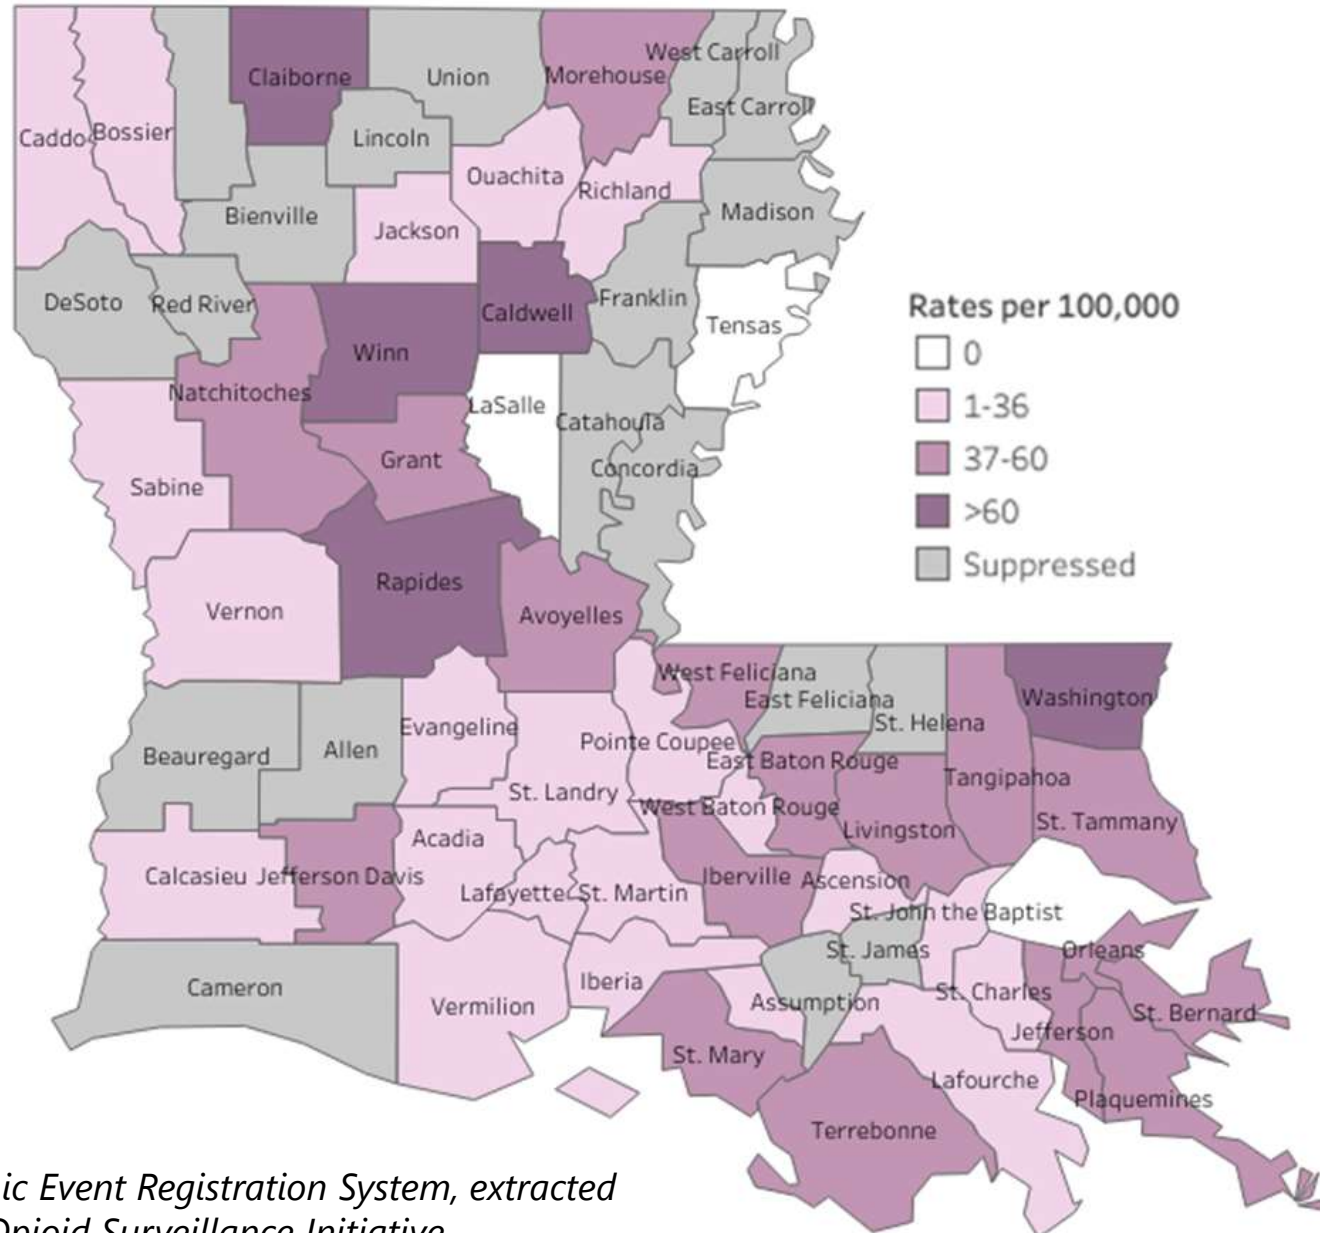 Claiborne
Union
Morehouse
West Carroll
East Carroll
Caddo
Bossier
Lincoln
Ouachita
Richland
Bienville
Jackson
Madison
DeSoto
Red River
Caldwell
Franklin
Tensas
Winn
Natchitoches
LaSalle
Catahoula
Grant
Concordia
Sabine
Rapides
Vernon
Avoyelles
Rates per 100,000
0
1-36
37-60
>60
Suppressed
West Feliciana
East Feliciana
St. Helena
Washington
Evangeline
Pointe Coupee
Beauregard
Allen
East Baton Rouge
Tangipahoa
St. Landry
West Baton Rouge
Livingston
St. Tammany
Acadia
Calcasieu
Jefferson Davis
Lafayette
St. Martin
Iberville
Ascension
St. John the Baptist
St. James
Orleans
Cameron
Vermilion
Iberia
Assumption
St. Charles
St. Bernard
Jefferson
St. Mary
Lafourche
Plaquemines
Terrebonne
ic Event Registration System, extracted
Opioid Surveillance Initiative